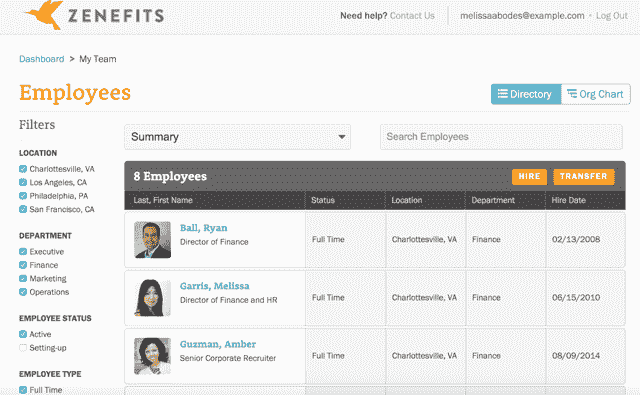 ZENEFITS
Need help? Contact Us melissaabodes@example.com • Log Out
Dashboard > My Team
Employees
Directory Org Chart
Filters
Summary
Search Employees
LOCATION
Charlottesville, VA
Los Angeles, CA
Philadelphia, PA
San Francisco, CA
DEPARTMENT
Executive
Finance
Marketing
Operations
EMPLOYEE STATUS
Active
Setting-up
EMPLOYEE TYPE
Full Time
8 Employees HIRE TRANSFER
Last, First Name Status Location Department Hire Date
Ball, Ryan
Director of Finance
Full Time Charlottesville, VA Finance 02/13/2008
Garris, Melissa
Director of Finance and HR
Full Time Charlottesville, VA Finance 06/15/2010
Guzman, Amber
Senior Corporate Recruiter
Full Time Charlottesville, VA Finance 08/09/2014